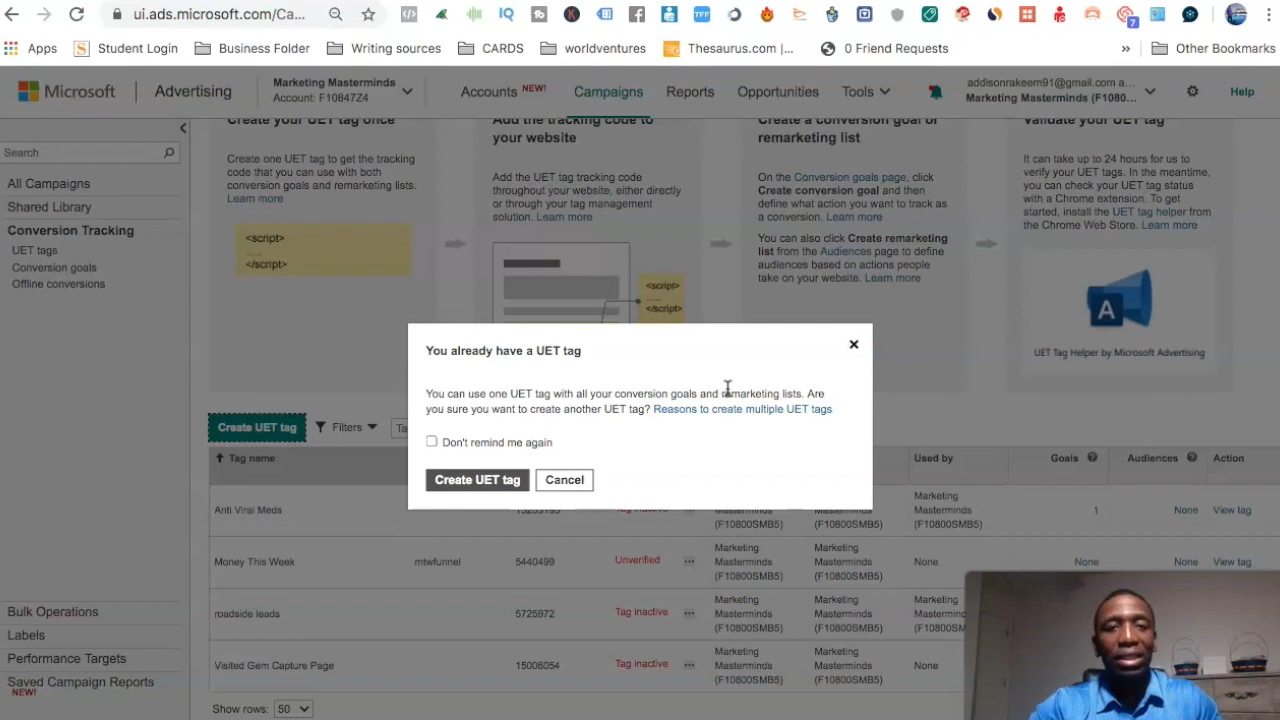 ui.ads.microsoft.com/Ca...
7
Apps
Student Login
Business Folder
Writing sources
CARDS
worldventures
Thesaurus.com |...
0 Friend Requests
»
Other Bookmarks
Microsoft
Advertising
Marketing Masterminds
Account: F10847Z4
Accounts NEW!
Campaigns
Reports
Opportunities
Tools
addisonrakeem91@gmail.com a...
Marketing Masterminds (F1080...
Help
Search
All Campaigns
Shared Library
Conversion Tracking
UET tags
Conversion goals
Offline conversions
Bulk Operations
Labels
Performance Targets
Saved Campaign Reports
NEW!
Create your UET tag once
Create one UET tag to get the tracking
code that you can use with both
conversion goals and remarketing lists.
Learn more
<script>
....
</script>
Add the tracking code to
your website
Add the UET tag tracking code
throughout your website, either directly
or through your tag management
solution. Learn more
<script>
....
</script>
Create a conversion goal or
remarketing list
On the Conversion goals page, click
Create conversion goal and then
define what action you want to track as
a conversion. Learn more
You can also click Create remarketing
list from the Audiences page to define
audiences based on actions people
take on your website. Learn more
Validate your UET tag
It can take up to 24 hours for us to
verify your UET tags. In the meantime,
you can check your UET tag status
with a Chrome extension. To get
started, install the UET tag helper from
the Chrome Web Store. Learn more
A
UET Tag Helper by Microsoft Advertising
You already have a UET tag
You can use one UET tag with all your conversion goals and remarketing lists. Are
you sure you want to create another UET tag? Reasons to create multiple UET tags
Don't remind me again
Create UET tag
Cancel
Create UET tag
Filters
Ta
Tag name
Used by
Goals
Audiences
Action
Anti Viral Meds
Tag inactive
(F10800SMB5)
(F10800SMB5)
Marketing
Masterminds
(F10800SMB5)
1
None
View tag
Money This Week
mtwfunnel
5440499
Unverified
Marketing
Masterminds
(F10800SMB5)
Marketing
Masterminds
(F10800SMB5)
None
None
None
View tag
roadside leads
5725972
Tag inactive
Marketing
Masterminds
(F10800SMB5)
Marketing
Masterminds
(F10800SMB5)
Visited Gem Capture Page
15006054
Tag inactive
Marketing
Masterminds
(F10800SMB5)
Marketing
Masterminds
(F10800SMB5)
None
Show rows: 50